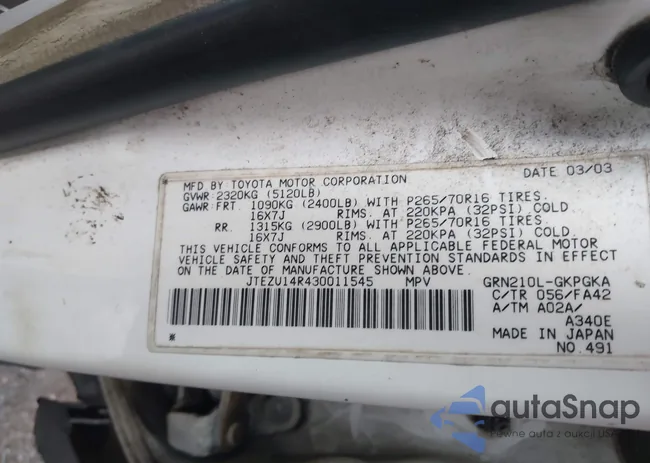 MFD BY TOYOTA MOTOR CORPORATION DATE 03/03
GVWR 2320KG (5120LB)
GAWR FRT. 1090KG (2400LB) WITH P265/70R16 TIRES
16X7J RIMS. AT 220KPA (32PSI) COLD
RR. 1315KG (2900LB) WITH P265/70R16 TIRES
16X7J RIMS. AT 220KPA (32PSI) COLD
THIS VEHICLE CONFORMS TO ALL APPLICABLE FEDERAL MOTOR
VEHICLE SAFETY AND THEFT PREVENTION STANDARDS IN EFFECT ON
THE DATE OF MANUFACTURE SHOWN ABOVE.
JTEZU14R430011545 MPV GRN210L-GKPGKA
C/TR 056/FA42
A/TM A02A/
A340E
MADE IN JAPAN
NO.491
autaSnap
Pewne auta z aukcji USA